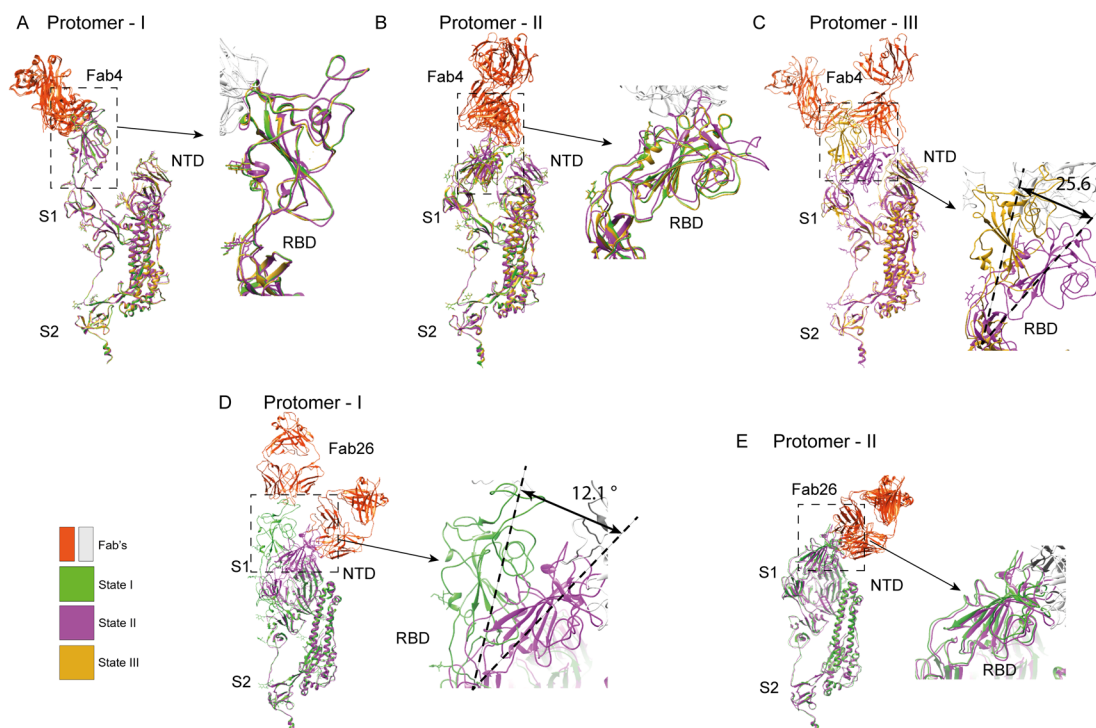 A
Protomer - I
Fab4
NTD
S1
RBD
S2
B
Protomer - II
Fab4
NTD
S1
RBD
S2
C
Protomer - III
Fab4
NTD
S1
25.6
RBD
S2
D
Protomer - I
Fab26
12.1 °
S1
NTD
RBD
S2
E
Protomer - II
Fab26
S1
NTD
RBD
S2
Fab's
State I
State II
State III